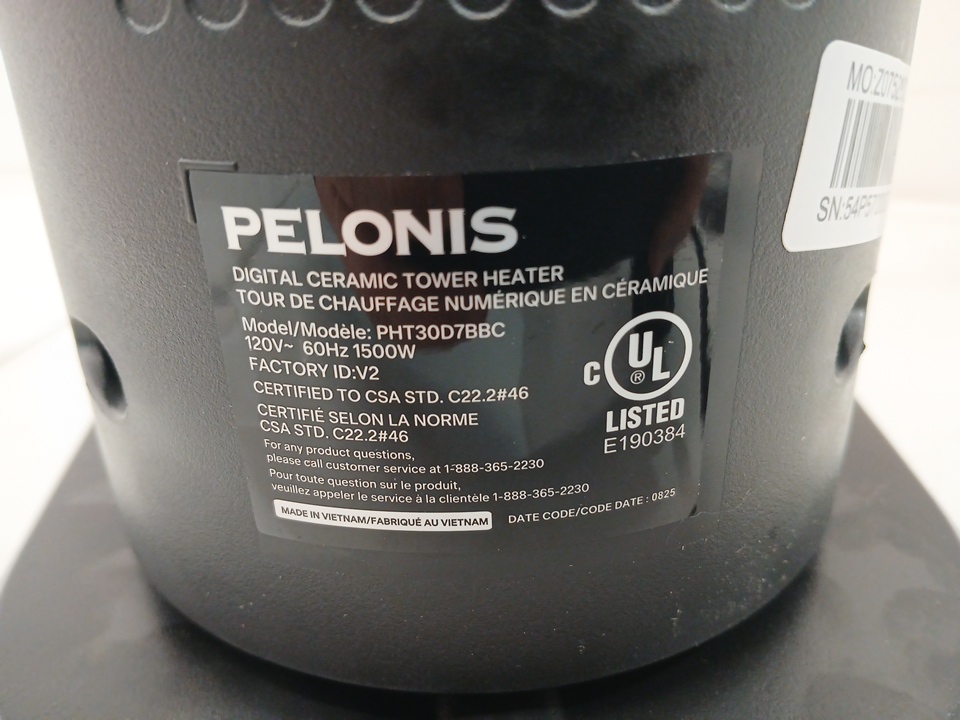 PELONIS
DIGITAL CERAMIC TOWER HEATER
TOUR DE CHAUFFAGE NUMÉRIQUE EN CÉRAMIQUE
Model/Modèle: PHT30D7BBC
120V~ 60Hz 1500W
FACTORY ID:V2
CERTIFIED TO CSA STD. C22.2#46
CERTIFIÉ SELON LA NORME
CSA STD. C22.2#46
For any product questions,
please call customer service at 1-888-365-2230
Pour toute question sur le produit,
veuillez appeler le service à la clientèle 1-888-365-2230
MADE IN VIETNAM/FABRIQUÉ AU VIETNAM
DATE CODE/CODE DATE : 0825
C UL ®
LISTED
E190384